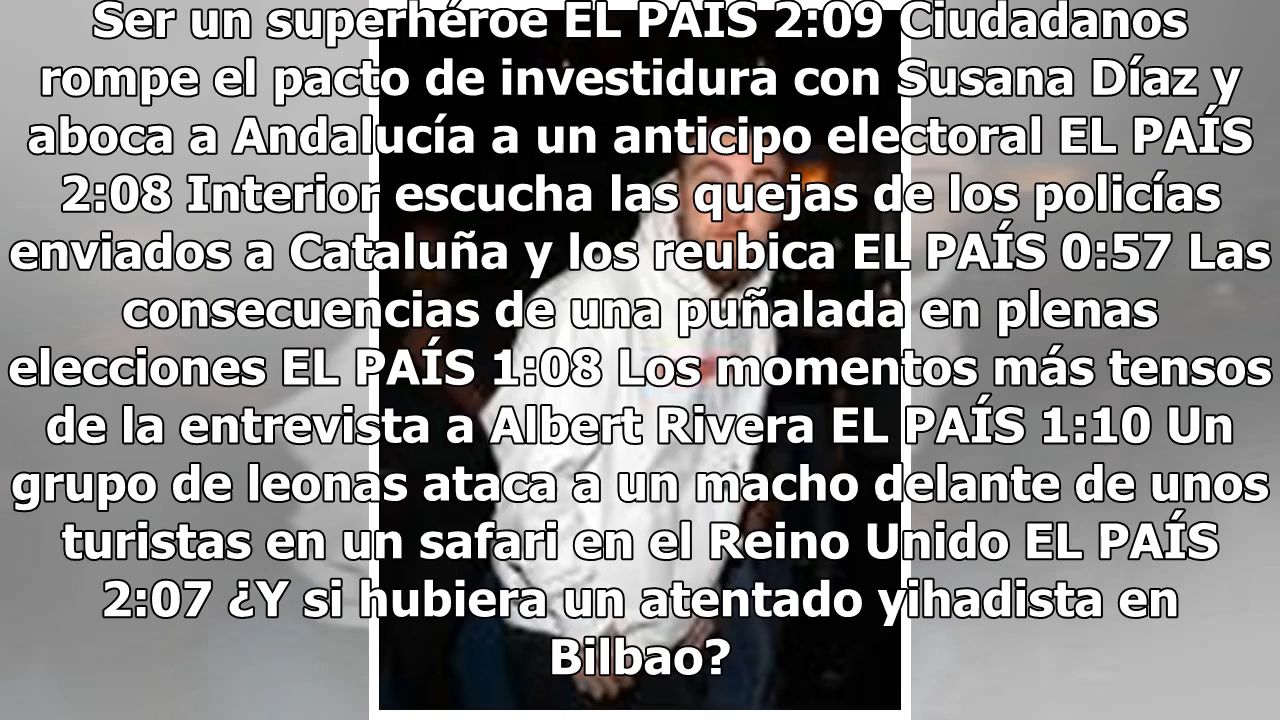 Ser un superhéroe EL PAÍS 2:09 Ciudadanos
rompe el pacto de investidura con Susana Díaz y
aboca a Andalucía a un anticipo electoral EL PAÍS
2:08 Interior escucha las quejas de los policías
enviados a Cataluña y los reubica EL PAÍS 0:57 Las
consecuencias de una puñalada en plenas
elecciones EL PAÍS 1:08 Los momentos más tensos
de la entrevista a Albert Rivera EL PAÍS 1:10 Un
grupo de leonas ataca a un macho delante de unos
turistas en un safari en el Reino Unido EL PAÍS
2:07 ¿Y si hubiera un atentado yihadista en
Bilbao?